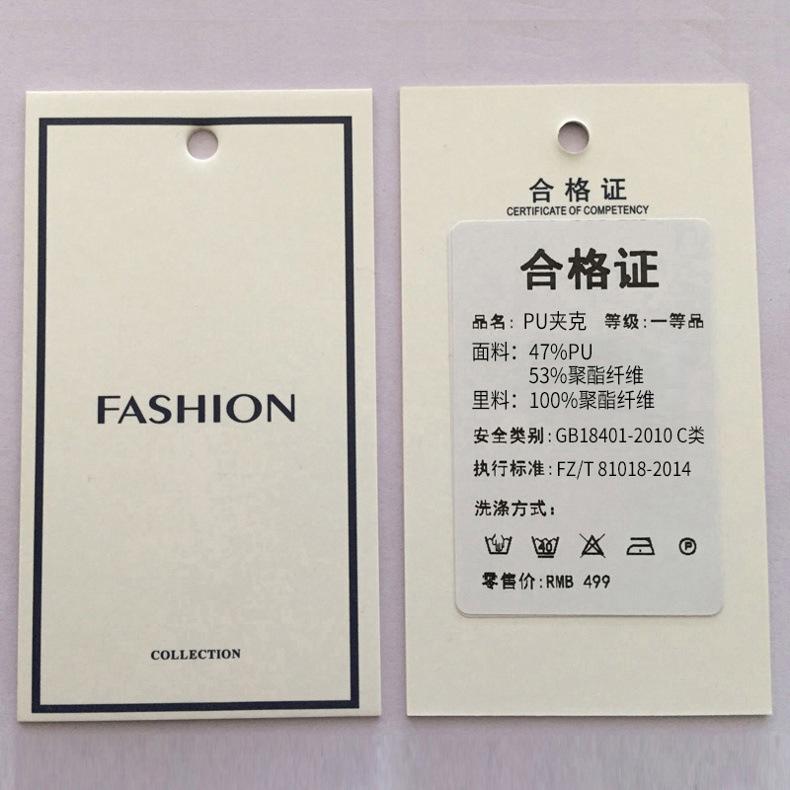 FASHION
COLLECTION
合格证
CERTIFICATE OF COMPETENCY
合格证
品名: PU夹克 等级:一等品
面料: 47%PU
53%聚酯纤维
里料: 100%聚酯纤维
安全类别: GB18401-2010 C类
执行标准: FZ/T 81018-2014
洗涤方式:
40 P
零售价:RMB 499